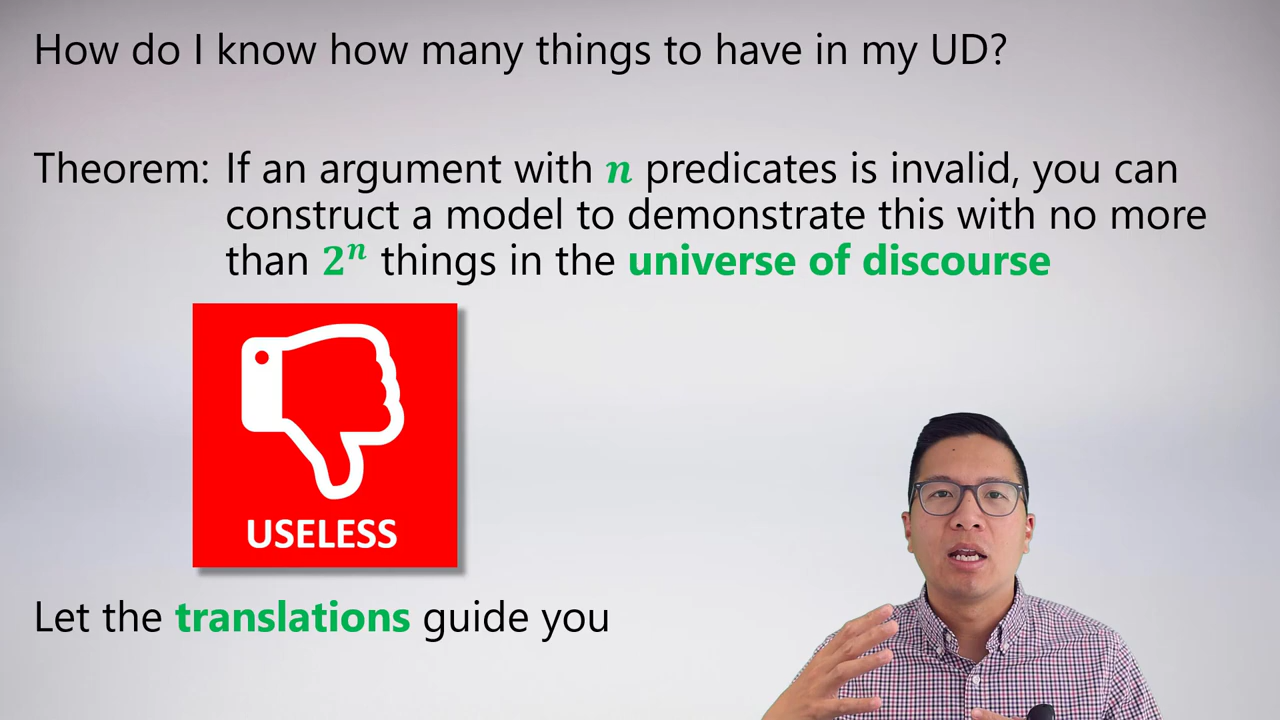 How do I know how many things to have in my UD?
Theorem: If an argument with n predicates is invalid, you can
construct a model to demonstrate this with no more
than 2ⁿ things in the universe of discourse
USELESS
Let the translations guide you